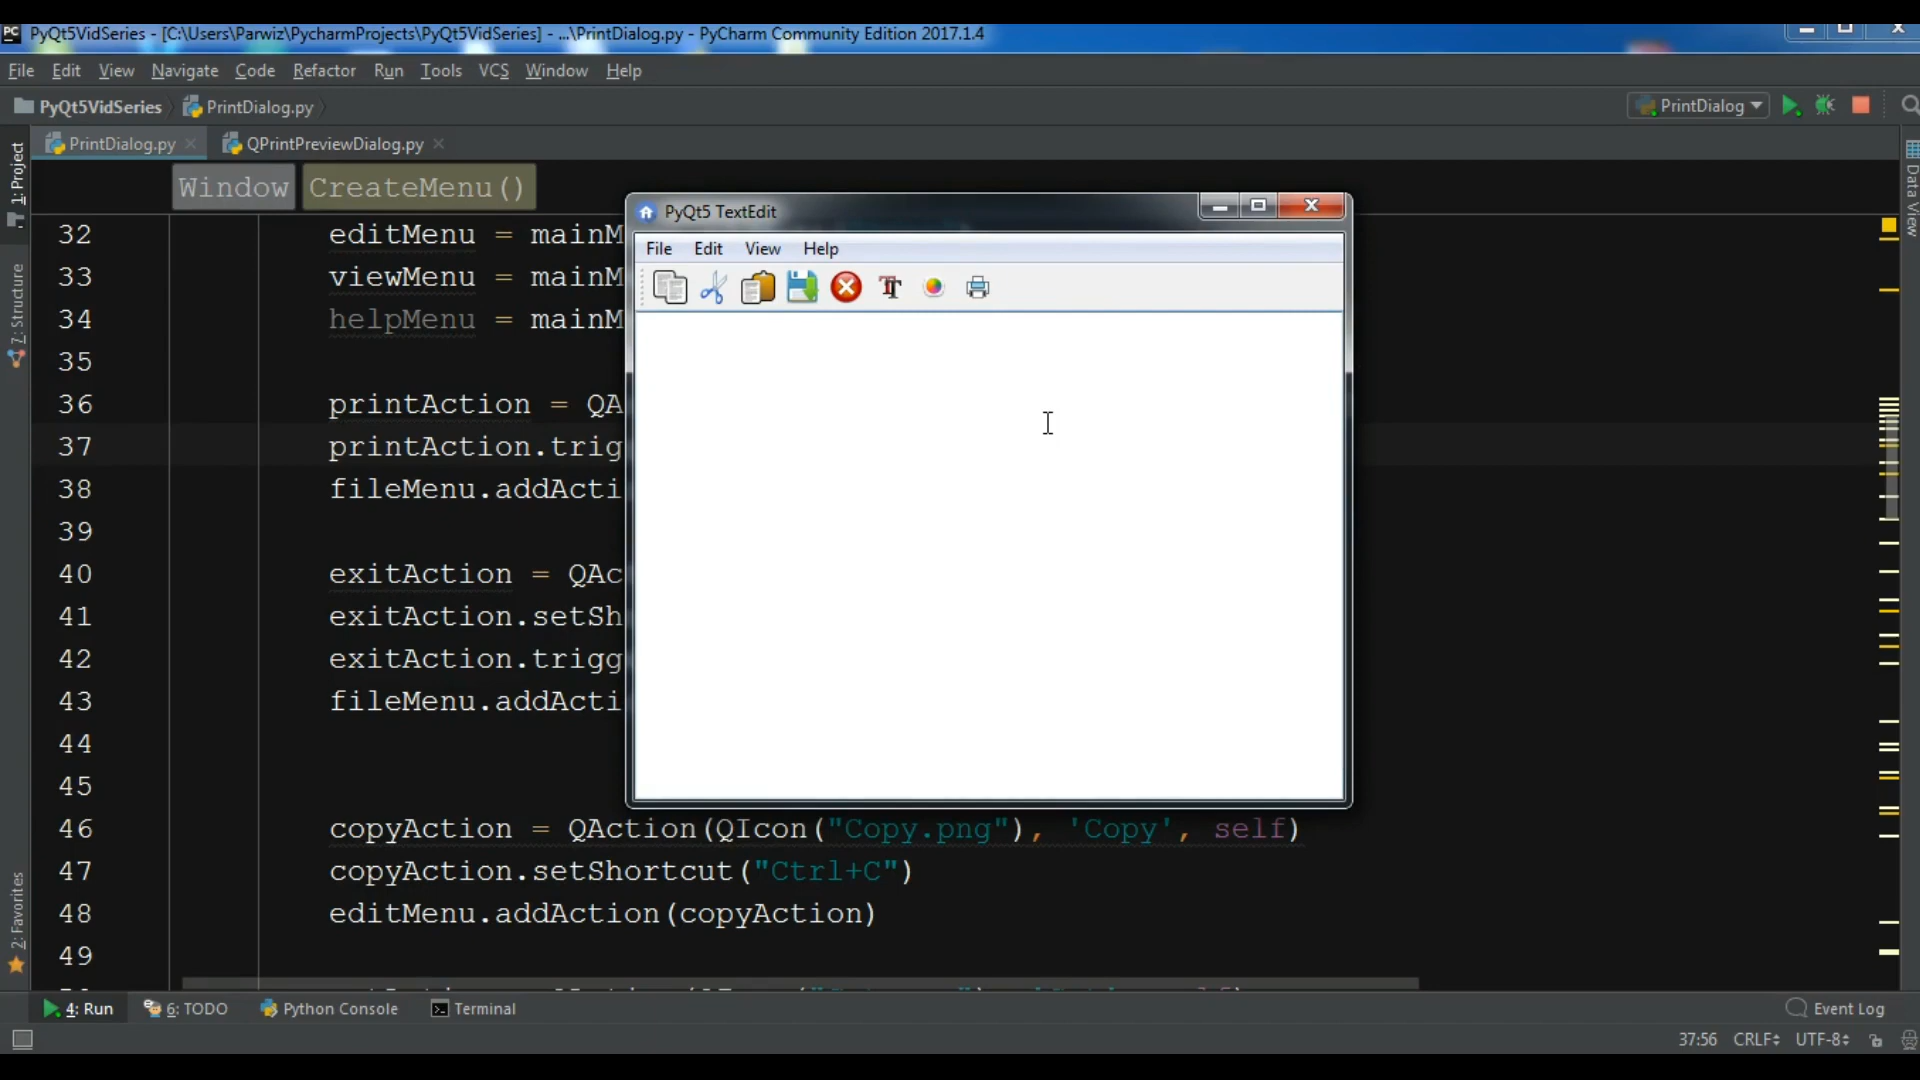 PyQt5VidSeries - [C:\Users\Parwiz\PycharmProjects\PyQt5VidSeries] - ...\PrintDialog.py - PyCharm Community Edition 2017.1.4
File Edit View Navigate Code Refactor Run Tools VCS Window Help
PyQt5VidSeries PrintDialog.py PrintDialog
PrintDialog.py QPrintPreviewDialog.py
Window CreateMenu()
PyQt5 TextEdit
File Edit View Help
32 editMenu = mainM
33 viewMenu = mainM
34 helpMenu = mainM
35
36 printAction = QA
37 printAction.trig
38 fileMenu.addActi
39
40 exitAction = QAc
41 exitAction.setSh
42 exitAction.trigg
43 fileMenu.addActi
44
45
46 copyAction = QAction(QIcon("Copy.png"), 'Copy', self)
47 copyAction.setShortcut("Ctrl+C")
48 editMenu.addAction(copyAction)
49
1: Project
7: Structure
2: Favorites
Data View
4: Run 6: TODO Python Console Terminal Event Log
37:56 CRLF UTF-8